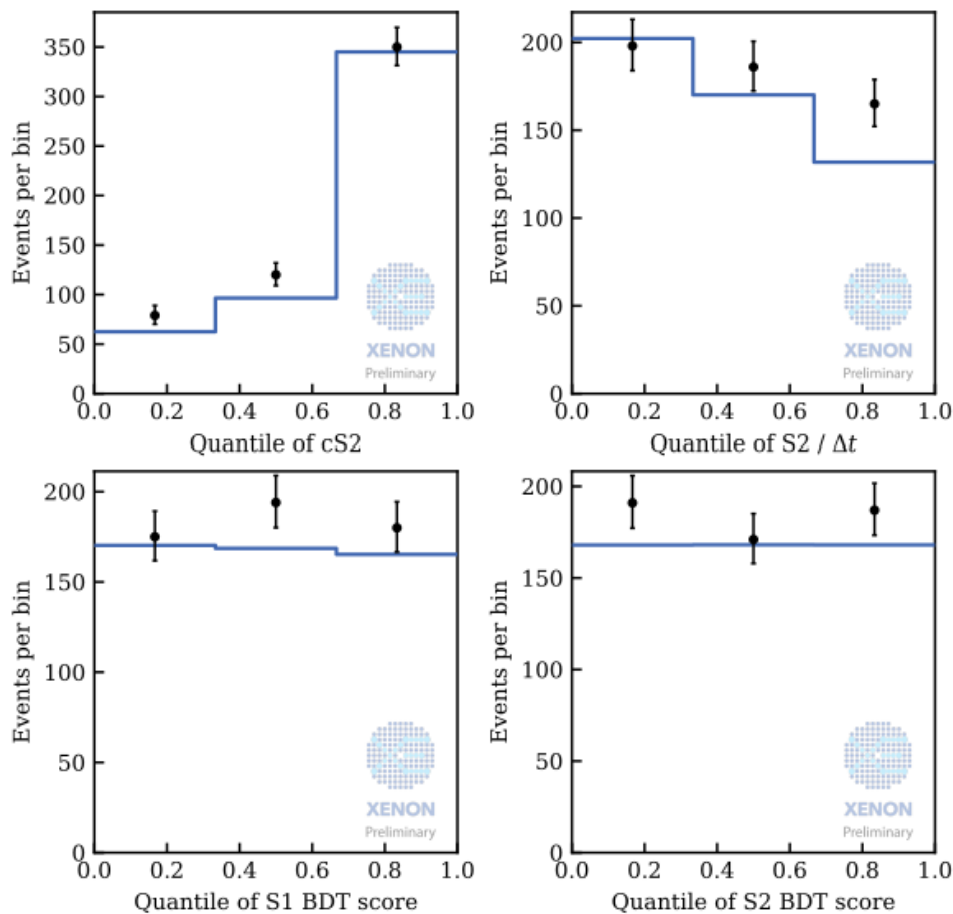 350
300
250
200
150
100
50
0
Events per bin
XENON
Preliminary
0.0 0.2 0.4 0.6 0.8 1.0
Quantile of cS2
200
150
100
50
0
Events per bin
XENON
Preliminary
0.0 0.2 0.4 0.6 0.8 1.0
Quantile of S2 / Δt
200
150
100
50
0
Events per bin
XENON
Preliminary
0.0 0.2 0.4 0.6 0.8 1.0
Quantile of S1 BDT score
200
150
100
50
0
Events per bin
XENON
Preliminary
0.0 0.2 0.4 0.6 0.8 1.0
Quantile of S2 BDT score